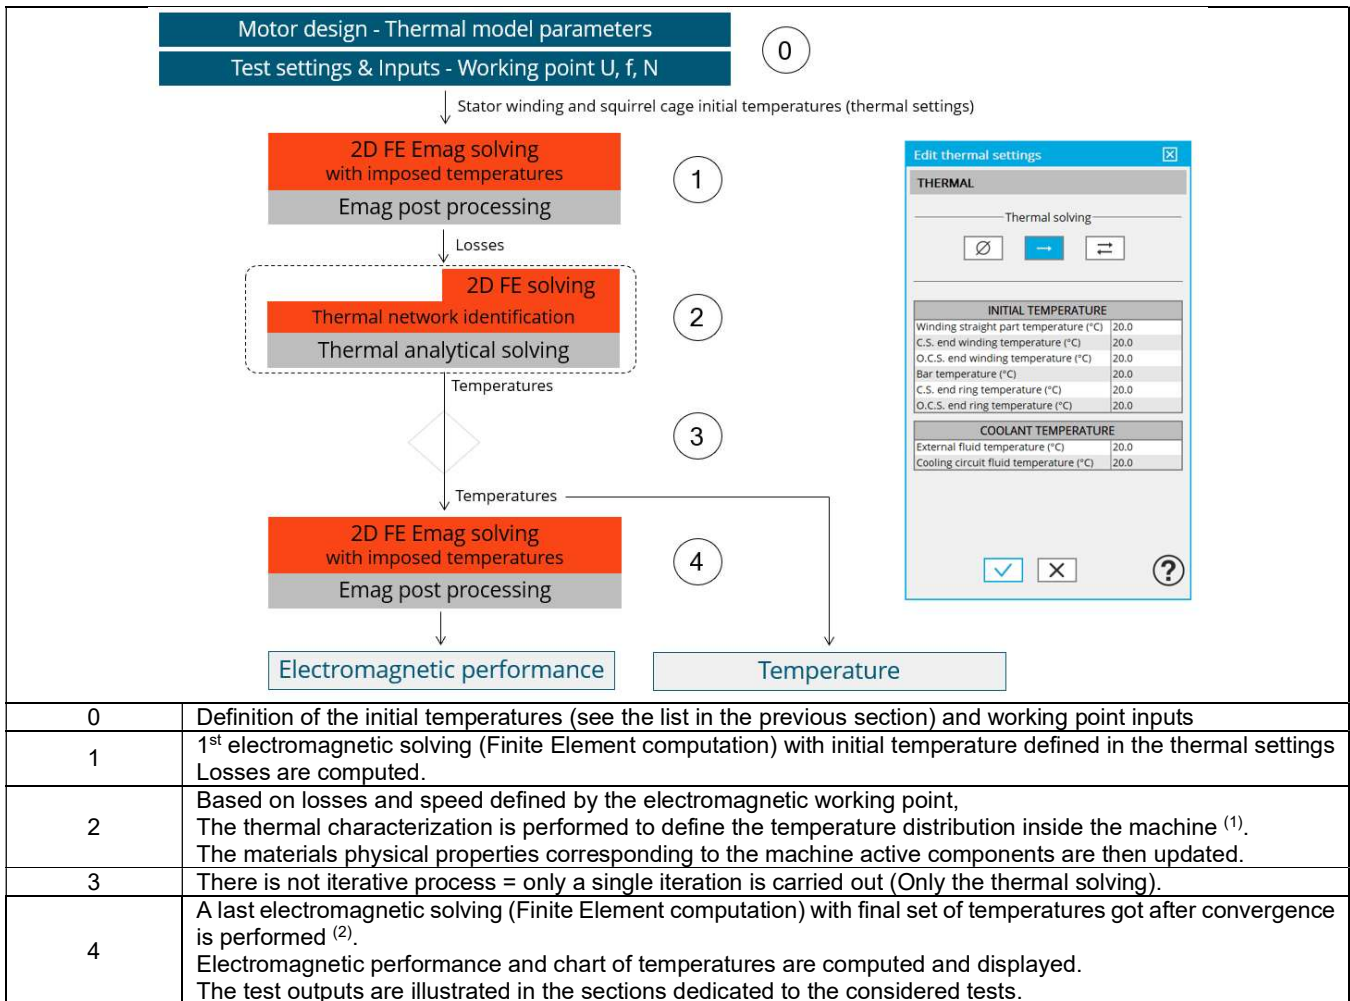 Motor design - Thermal model parameters
Test settings & Inputs - Working point U, f, N
0
Stator winding and squirrel cage initial temperatures (thermal settings)
2D FE Emag solving
with imposed temperatures
Emag post processing
1
Losses
2D FE solving
Thermal network identification
Thermal analytical solving
2
Temperatures
3
Temperatures
2D FE Emag solving
with imposed temperatures
Emag post processing
4
Electromagnetic performance
Temperature
Edit thermal settings
THERMAL
Thermal solving
INITIAL TEMPERATURE
Winding straight part temperature (°C) 20.0
C.S. end winding temperature (°C) 20.0
O.C.S. end winding temperature (°C) 20.0
Bar temperature (°C) 20.0
C.S. end ring temperature (°C) 20.0
O.C.S. end ring temperature (°C) 20.0
COOLANT TEMPERATURE
External fluid temperature (°C) 20.0
Cooling circuit fluid temperature (°C) 20.0
?
0 Definition of the initial temperatures (see the list in the previous section) and working point inputs
1 1st electromagnetic solving (Finite Element computation) with initial temperature defined in the thermal settings
Losses are computed.
2 Based on losses and speed defined by the electromagnetic working point,
The thermal characterization is performed to define the temperature distribution inside the machine (1).
The materials physical properties corresponding to the machine active components are then updated.
3 There is not iterative process = only a single iteration is carried out (Only the thermal solving).
4 A last electromagnetic solving (Finite Element computation) with final set of temperatures got after convergence
is performed (2).
Electromagnetic performance and chart of temperatures are computed and displayed.
The test outputs are illustrated in the sections dedicated to the considered tests.